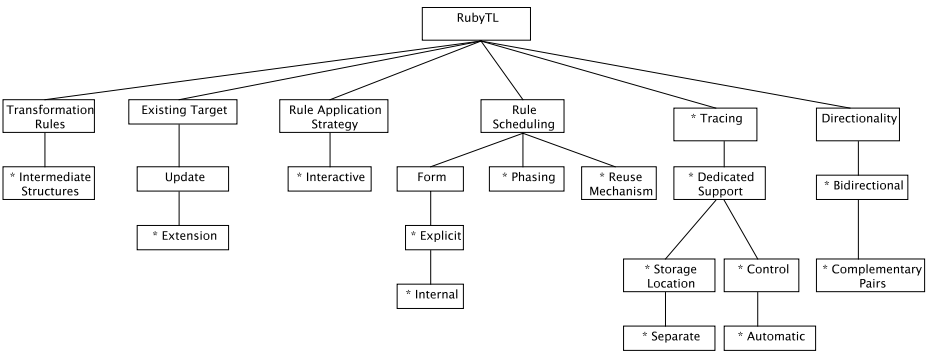 RubyTL
Transformation
Rules
Existing Target
Rule Application
Strategy
Rule
Scheduling
* Tracing
Directionality
* Intermediate
Structures
Update
* Interactive
Form
* Phasing
* Reuse
Mechanism
* Dedicated
Support
* Bidirectional
* Extension
* Explicit
* Storage
Location
* Control
* Complementary
Pairs
* Internal
* Separate
* Automatic